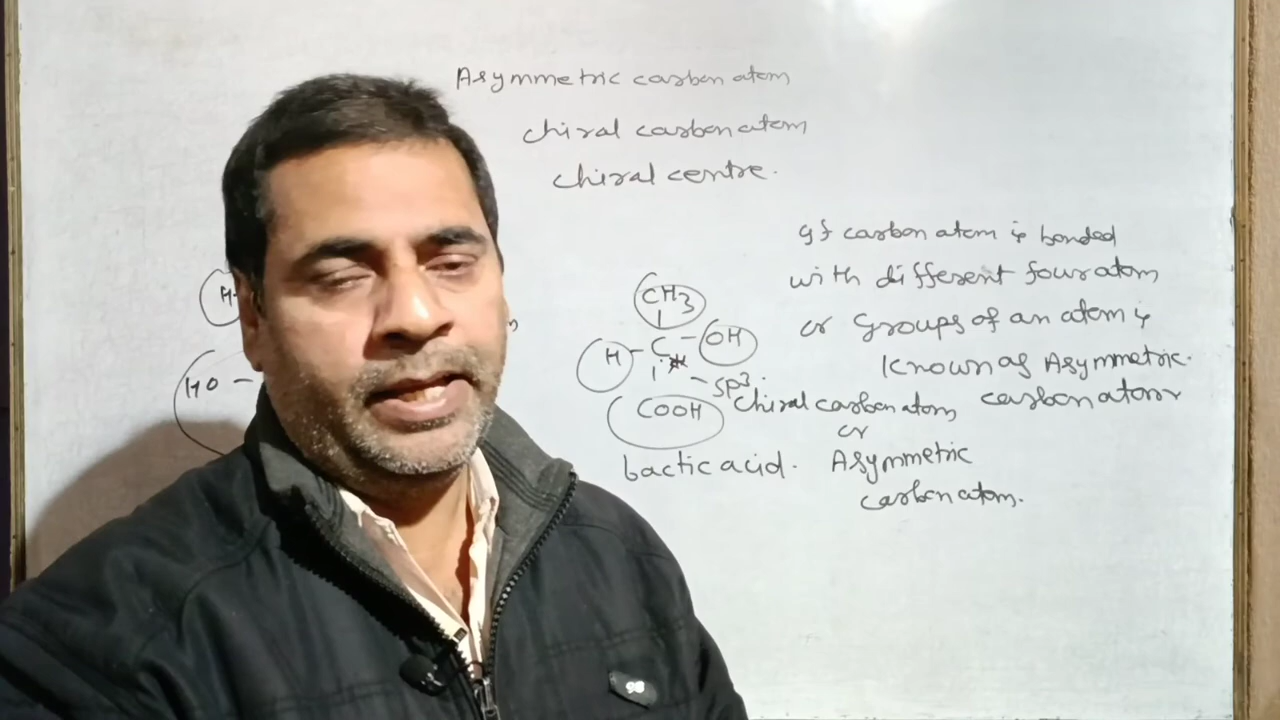 Asymmetric carbon atom
chiral carbon atom
chiral centre.
If carbon atom is bonded
with different four atom
or Groups of an atom is
known as Asymmetric.
carbon atom
H-
HO -
CH3
H - C* - OH
- sp3.
COOH
chiral carbon atom
or
Asymmetric
carbon atom.
Lactic acid.
98